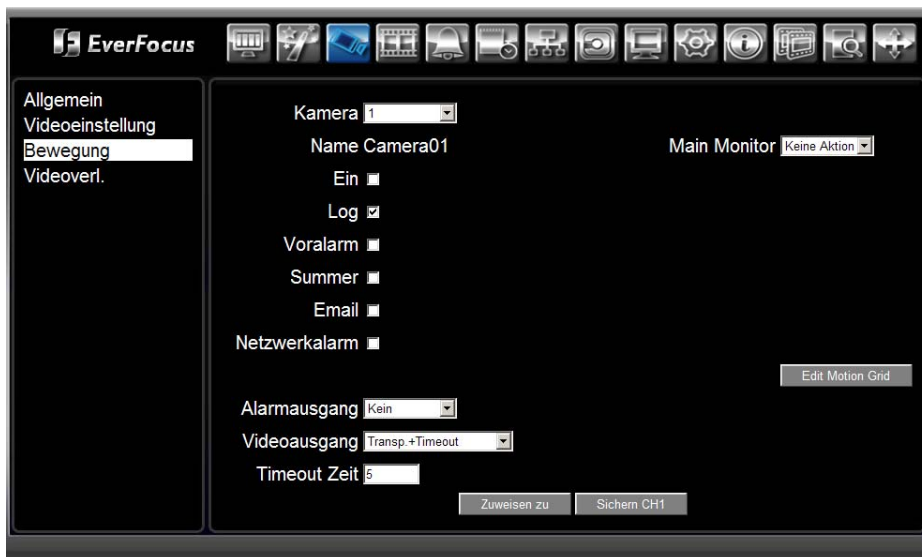 EverFocus
Allgemein
Videoeinstellung
Bewegung
Videoverl.
Kamera 1
Name Camera01
Main Monitor Keine Aktion
Ein
Log
Voralarm
Summer
Email
Netzwerkalarm
Edit Motion Grid
Alarmausgang Kein
Videoausgang Transp.+Timeout
Timeout Zeit 5
Zuweisen zu
Sichern CH1